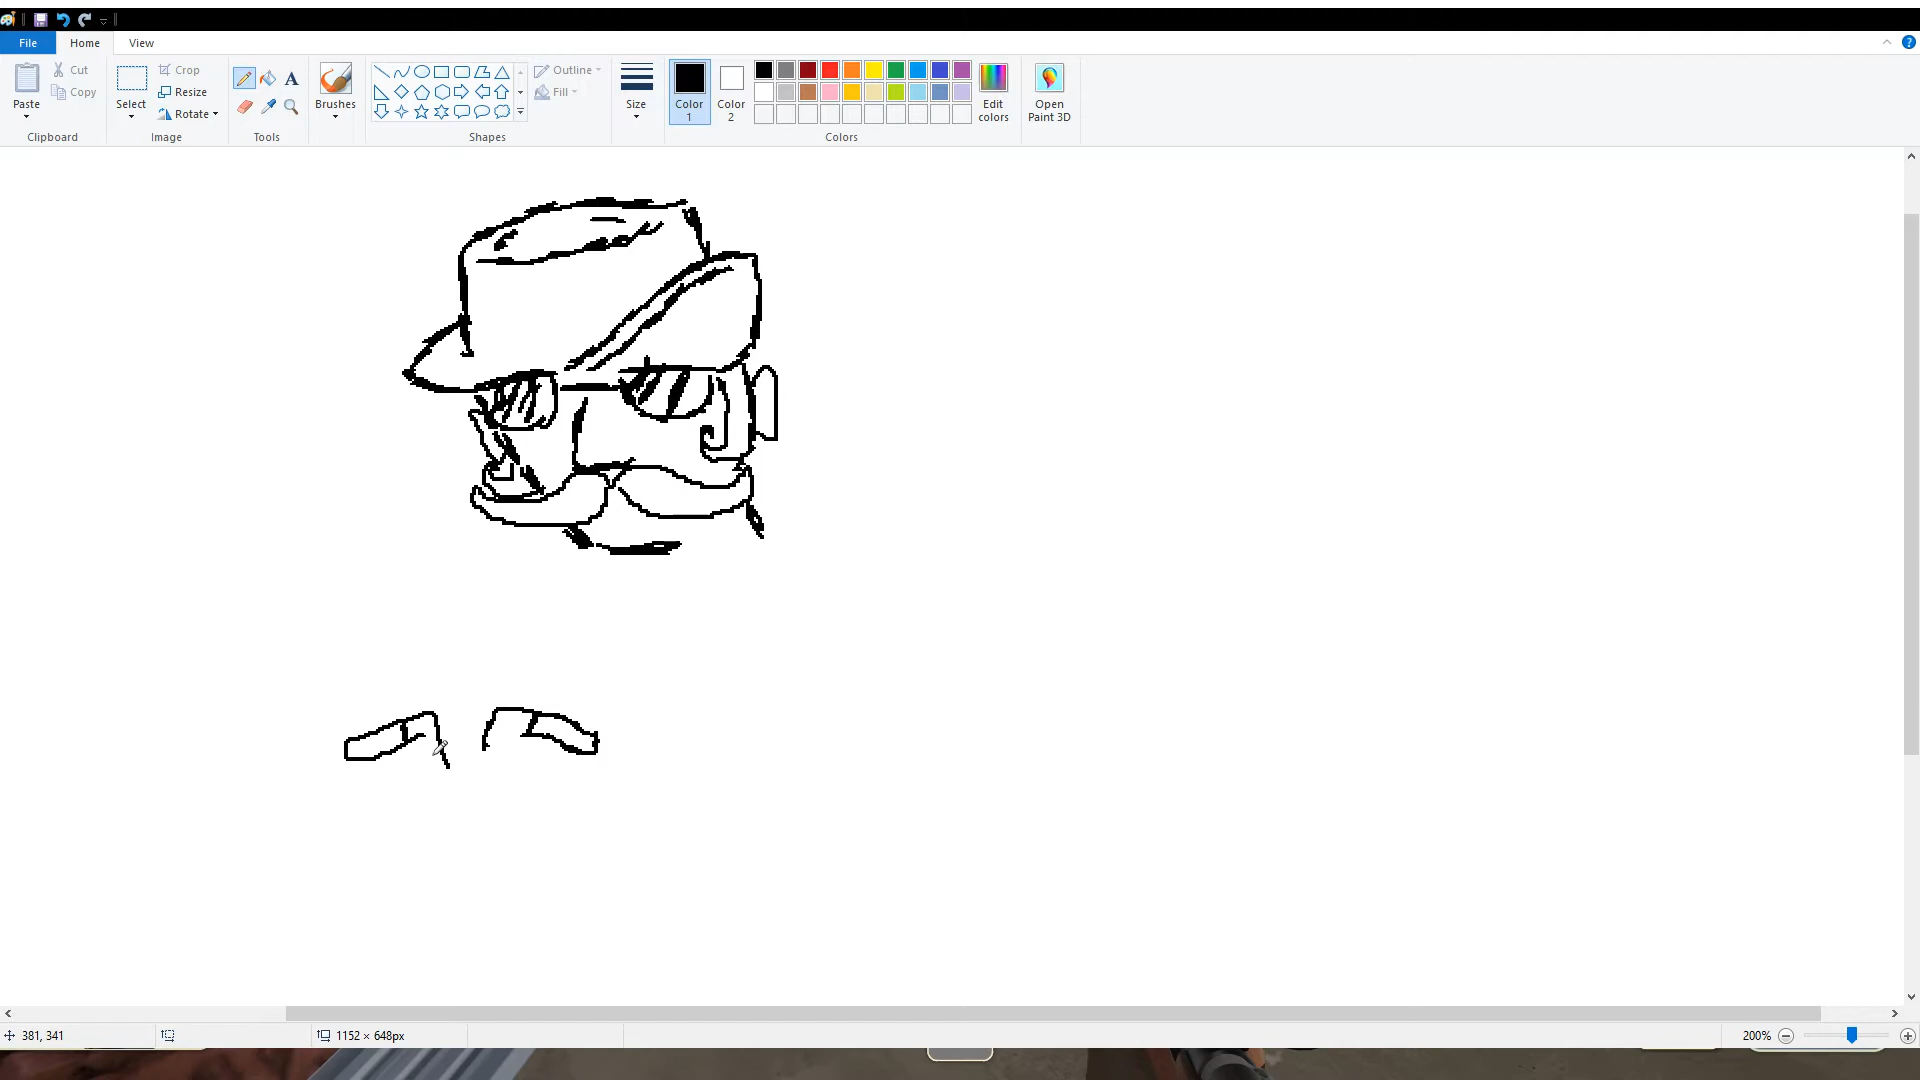 File Home View
Paste Cut Copy
Clipboard
Select Crop Resize Rotate
Image
A
Tools
Brushes
Shapes
Outline
Fill
Size
Color 1
Color 2
Edit colors
Colors
Open Paint 3D
?
381, 341
1152 × 648px
200%